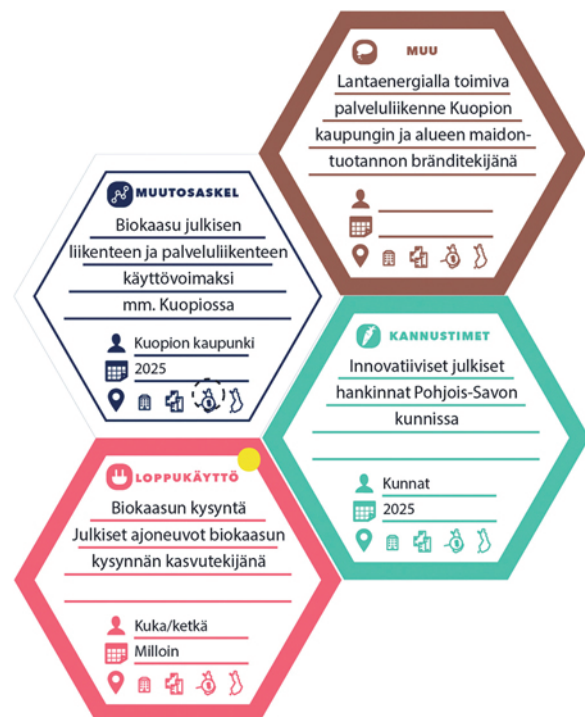 MUU
Lantaenergialla toimiva
palveluliikenne Kuopion
kaupungin ja alueen maidon-
tuotannon bränditekijänä
MUUTOSASKEL
Biokaasu julkisen
liikenteen ja palveluliikenteen
käyttövoimaksi
mm. Kuopiossa
Kuopion kaupunki
2025
KANNUSTIMET
Innovatiiviset julkiset
hankinnat Pohjois-Savon
kunnissa
Kunnat
2025
LOPPUKÄYTTÖ
Biokaasun kysyntä
Julkiset ajoneuvot biokaasun
kysynnän kasvutekijänä
Kuka/ketkä
Milloin